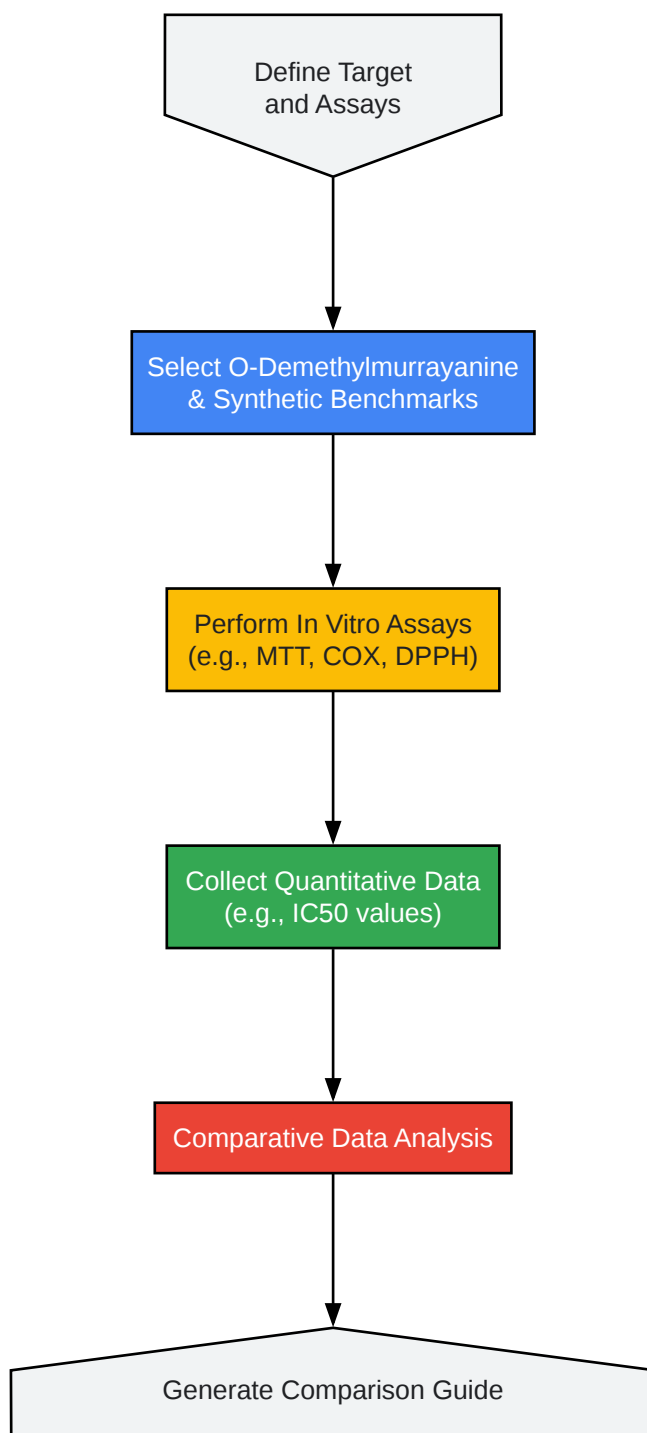 Define Target
and Assays
Select O-Demethylmurrayanine
& Synthetic Benchmarks
Perform In Vitro Assays
(e.g., MTT, COX, DPPH)
Collect Quantitative Data
(e.g., IC50 values)
Comparative Data Analysis
Generate Comparison Guide